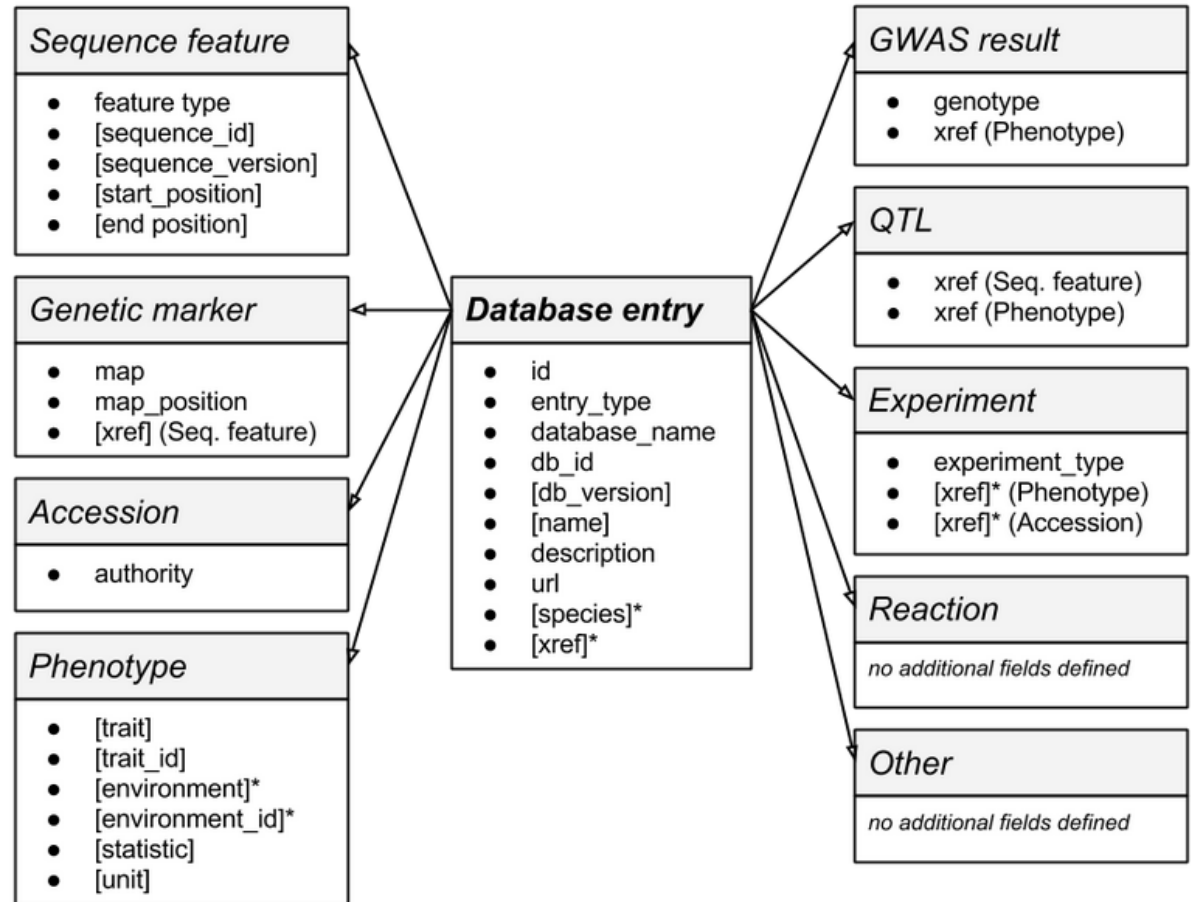 Sequence feature
● feature type
● [sequence_id]
● [sequence_version]
● [start_position]
● [end position]
Genetic marker
● map
● map_position
● [xref] (Seq. feature)
Accession
● authority
Phenotype
● [trait]
● [trait_id]
● [environment]*
● [environment_id]*
● [statistic]
● [unit]
Database entry
● id
● entry_type
● database_name
● db_id
● [db_version]
● [name]
● description
● url
● [species]*
● [xref]*
GWAS result
● genotype
● xref (Phenotype)
QTL
● xref (Seq. feature)
● xref (Phenotype)
Experiment
● experiment_type
● [xref]* (Phenotype)
● [xref]* (Accession)
Reaction
no additional fields defined
Other
no additional fields defined